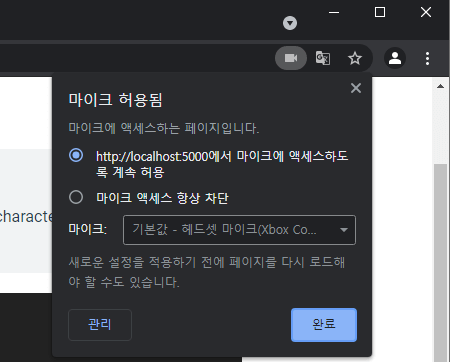 마이크 허용됨
마이크에 액세스하는 페이지입니다.
http://localhost:5000에서 마이크에 액세스하도
록 계속 허용
마이크 액세스 항상 차단
마이크:
기본값 - 헤드셋 마이크(Xbox Co...
characte
새로운 설정을 적용하기 전에 페이지를 다시 로드해
야 할 수도 있습니다.
관리
완료